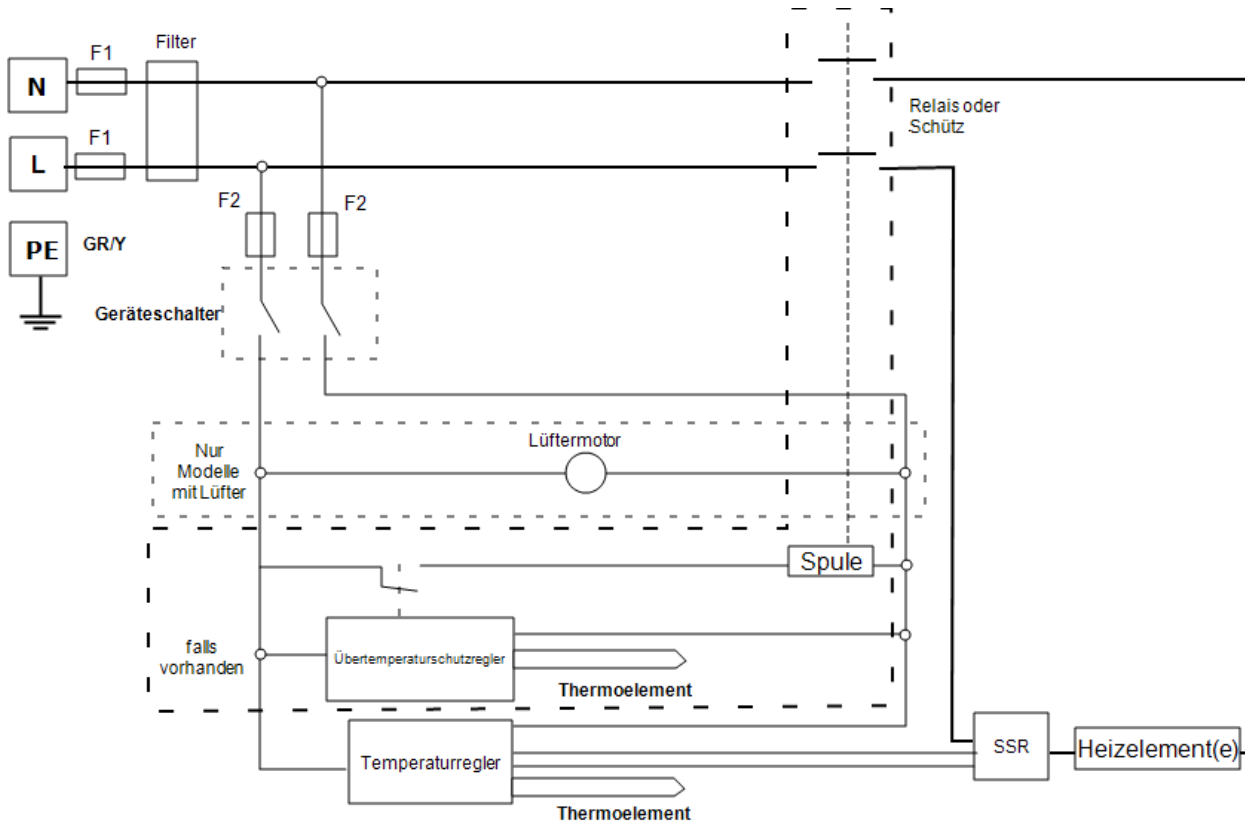 F1
Filter
N
Relais oder
Schütz
F1
L
F2
F2
PE
GR/Y
Geräteschalter
Nur
Modelle
mit Lüfter
Lüftermotor
Spule
falls
vorhanden
Übertemperaturschutzregler
Thermoelement
Temperaturregler
SSR
Heizelement(e)
Thermoelement